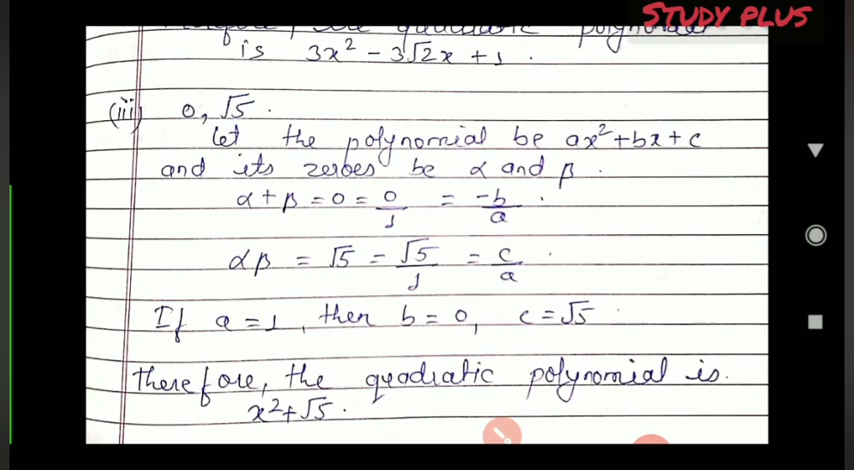 STUDY PLUS
quadratic
is 3x² - 3√2x + 1.
(iii) 0, √5.
let the polynomial be ax²+bx+c
and its zeroes be α and β.
α + β = 0 = 0/1 = -b/a.
αβ = √5 = √5/1 = c/a.
If a = 1, then b = 0, c = √5.
therefore, the quadratic polynomial is.
x²+√5.